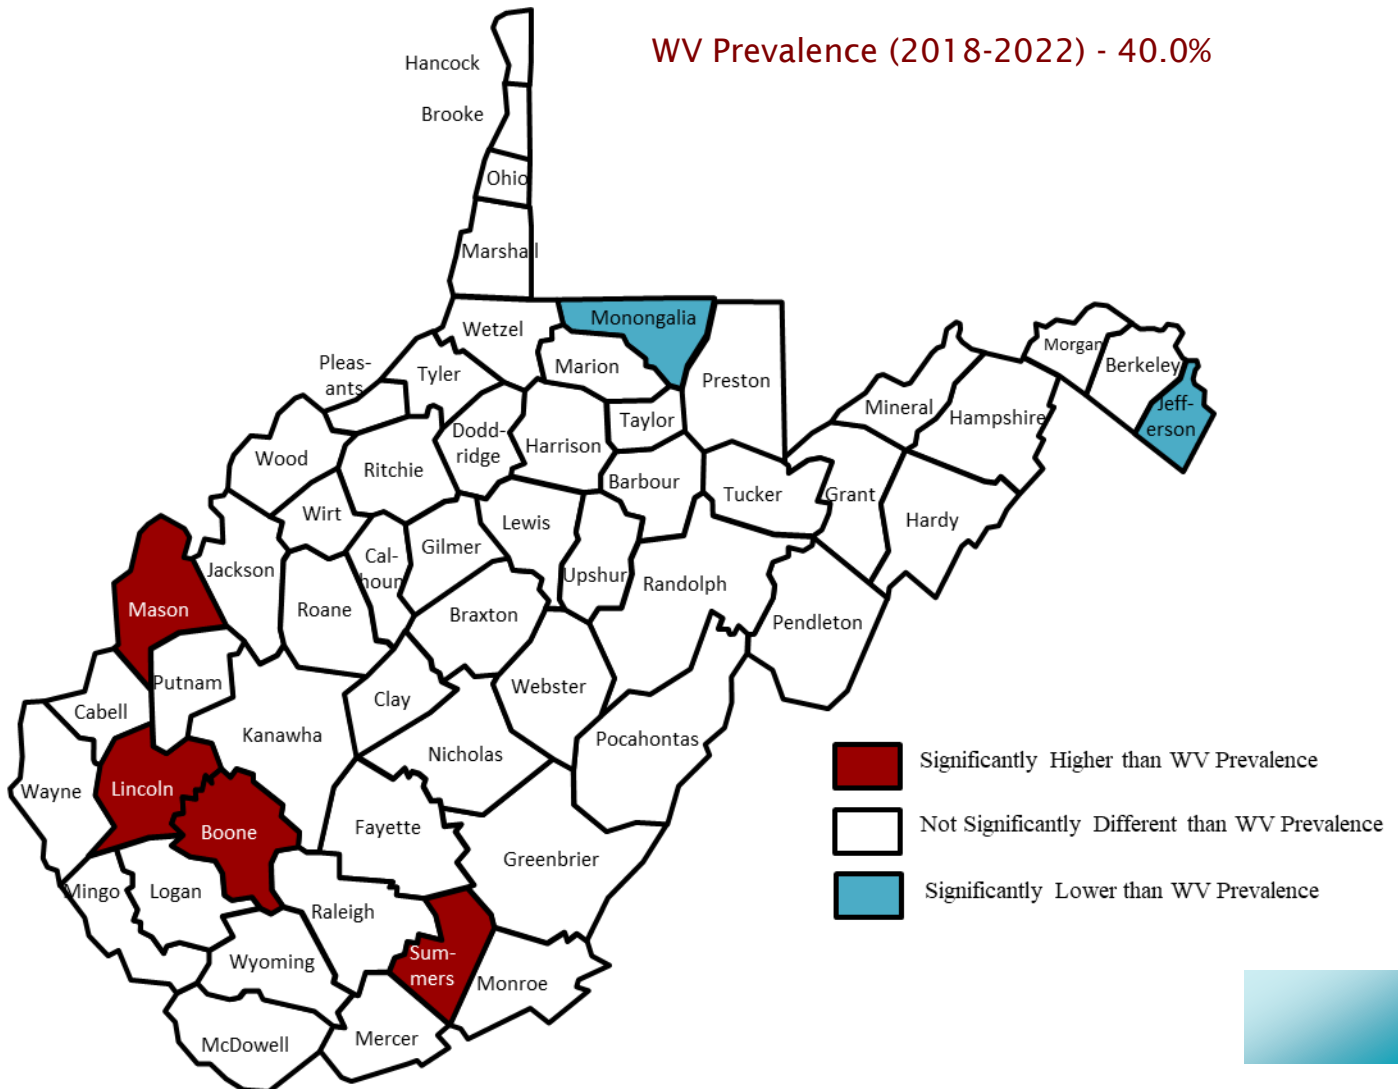 WV Prevalence (2018-2022) - 40.0%
Hancock
Brooke
Ohio
Marshall
Wetzel
Monongalia
Marion
Preston
Pleas-
ants
Tyler
Taylor
Dodd-
ridge
Harrison
Wood
Ritchie
Barbour
Tucker
Grant
Mineral
Hampshire
Morgan
Berkeley
Jeff-
erson
Hardy
Wirt
Lewis
Gilmer
Cal-
houn
Upshur
Randolph
Jackson
Roane
Mason
Braxton
Pendleton
Putnam
Clay
Webster
Cabell
Kanawha
Nicholas
Pocahontas
Wayne
Lincoln
Boone
Fayette
Greenbrier
Mingo
Logan
Raleigh
Wyoming
Sum-
mers
Monroe
McDowell
Mercer
Significantly Higher than WV Prevalence
Not Significantly Different than WV Prevalence
Significantly Lower than WV Prevalence